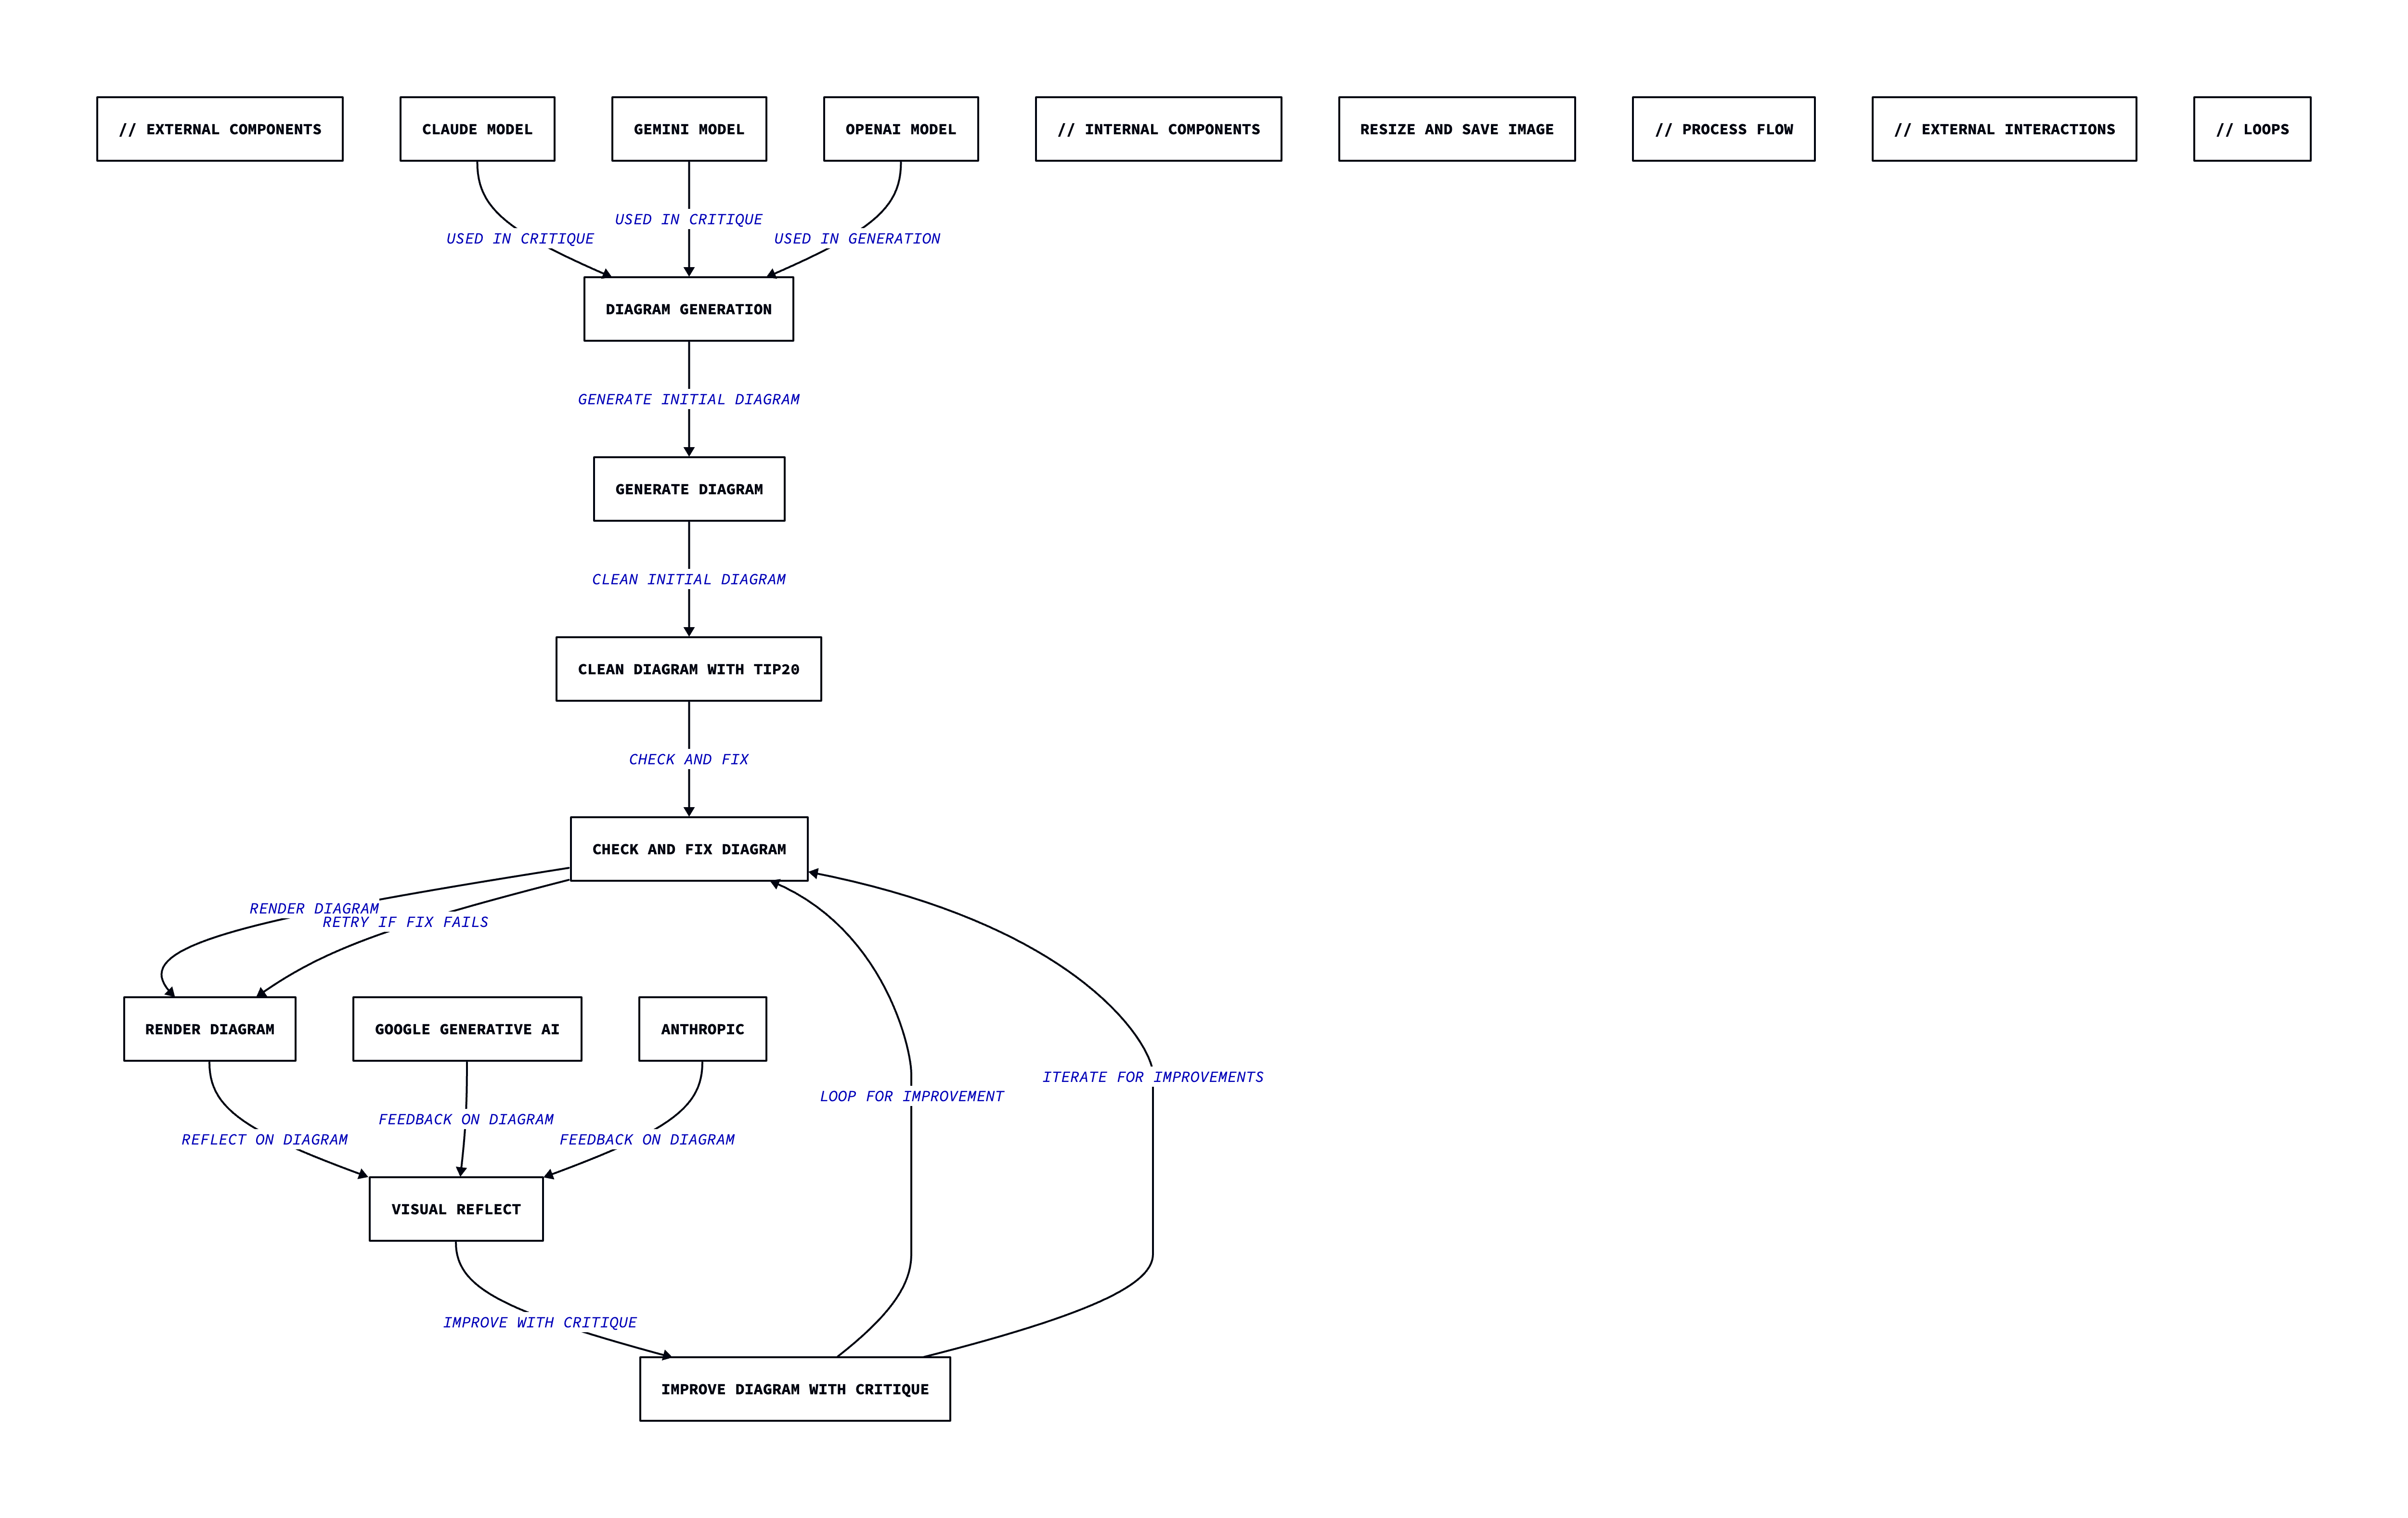 // EXTERNAL COMPONENTS
CLAUDE MODEL
GEMINI MODEL
OPENAI MODEL
// INTERNAL COMPONENTS
RESIZE AND SAVE IMAGE
// PROCESS FLOW
// EXTERNAL INTERACTIONS
// LOOPS
USED IN CRITIQUE
USED IN CRITIQUE
USED IN GENERATION
DIAGRAM GENERATION
GENERATE INITIAL DIAGRAM
GENERATE DIAGRAM
CLEAN INITIAL DIAGRAM
CLEAN DIAGRAM WITH TIP20
CHECK AND FIX
CHECK AND FIX DIAGRAM
RENDER DIAGRAM
RETRY IF FIX FAILS
RENDER DIAGRAM
GOOGLE GENERATIVE AI
ANTHROPIC
ITERATE FOR IMPROVEMENTS
LOOP FOR IMPROVEMENT
FEEDBACK ON DIAGRAM
REFLECT ON DIAGRAM
FEEDBACK ON DIAGRAM
VISUAL REFLECT
IMPROVE WITH CRITIQUE
IMPROVE DIAGRAM WITH CRITIQUE